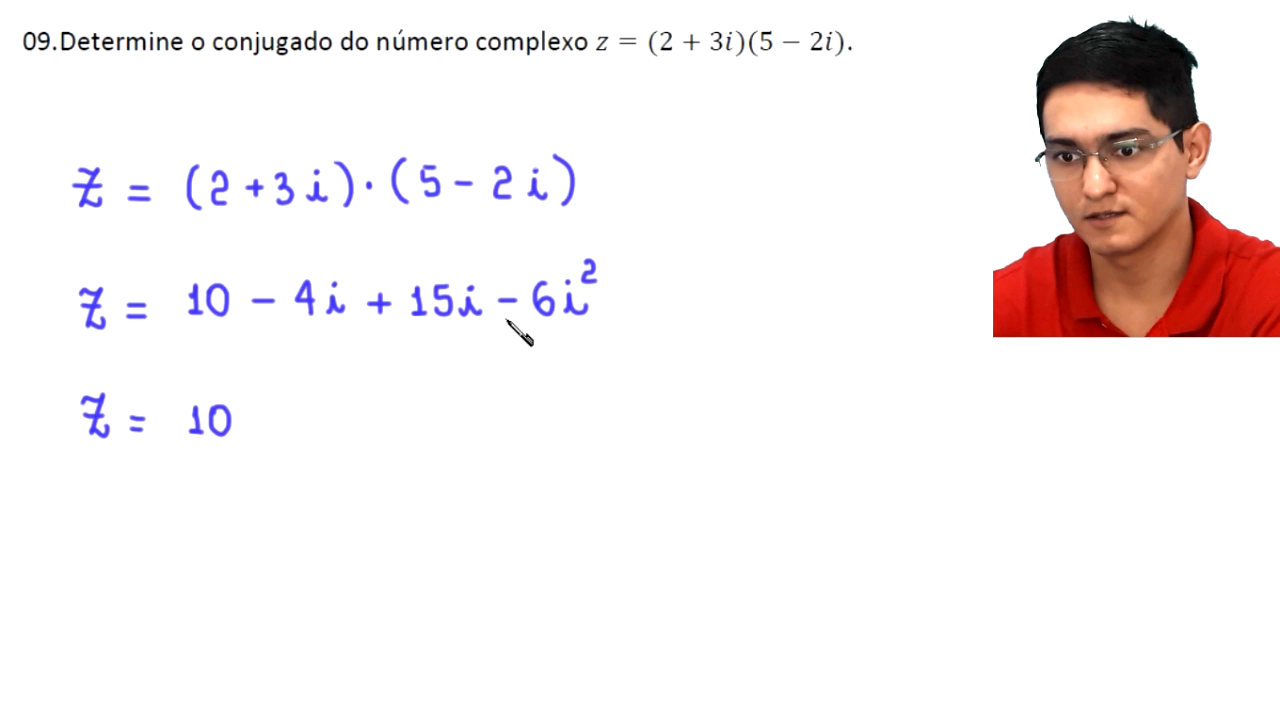 09.Determine o conjugado do número complexo z = (2 + 3i)(5 − 2i).
z = (2 + 3i) · (5 − 2i)
z = 10 − 4i + 15i − 6i²
z = 10